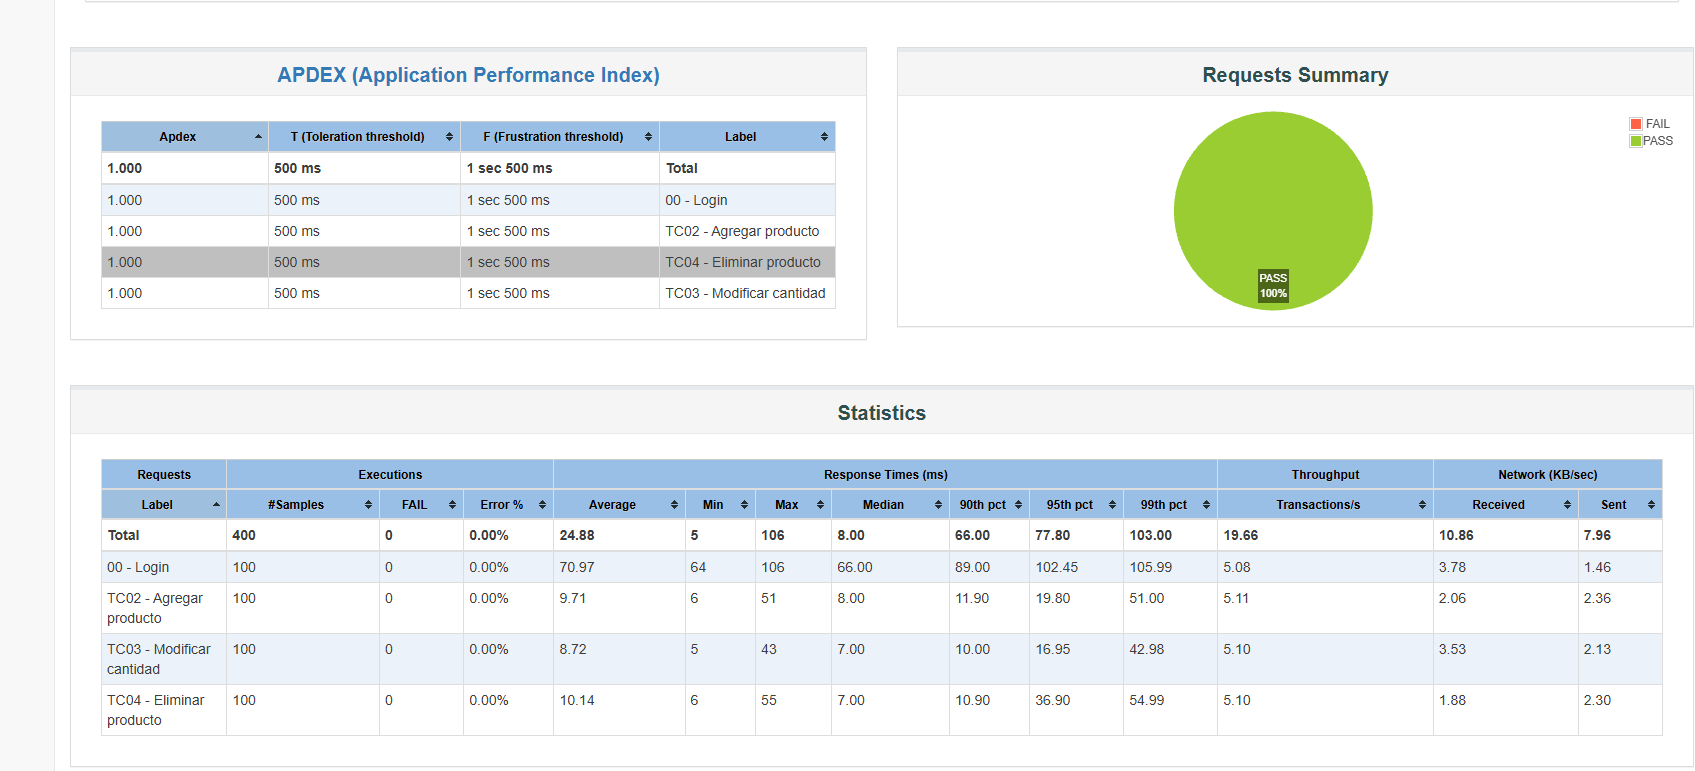 APDEX (Application Performance Index)
Apdex T (Toleration threshold) F (Frustration threshold) Label
1.000 500 ms 1 sec 500 ms Total
1.000 500 ms 1 sec 500 ms 00 - Login
1.000 500 ms 1 sec 500 ms TC02 - Agregar producto
1.000 500 ms 1 sec 500 ms TC04 - Eliminar producto
1.000 500 ms 1 sec 500 ms TC03 - Modificar cantidad
Requests Summary
FAIL
PASS
PASS
100%
Statistics
Requests Executions Response Times (ms) Throughput Network (KB/sec)
Label #Samples FAIL Error % Average Min Max Median 90th pct 95th pct 99th pct Transactions/s Received Sent
Total 400 0 0.00% 24.88 5 106 8.00 66.00 77.80 103.00 19.66 10.86 7.96
00 - Login 100 0 0.00% 70.97 64 106 66.00 89.00 102.45 105.99 5.08 3.78 1.46
TC02 - Agregar 100 0 0.00% 9.71 6 51 8.00 11.90 19.80 51.00 5.11 2.06 2.36
producto
TC03 - Modificar 100 0 0.00% 8.72 5 43 7.00 10.00 16.95 42.98 5.10 3.53 2.13
cantidad
TC04 - Eliminar 100 0 0.00% 10.14 6 55 7.00 10.90 36.90 54.99 5.10 1.88 2.30
producto